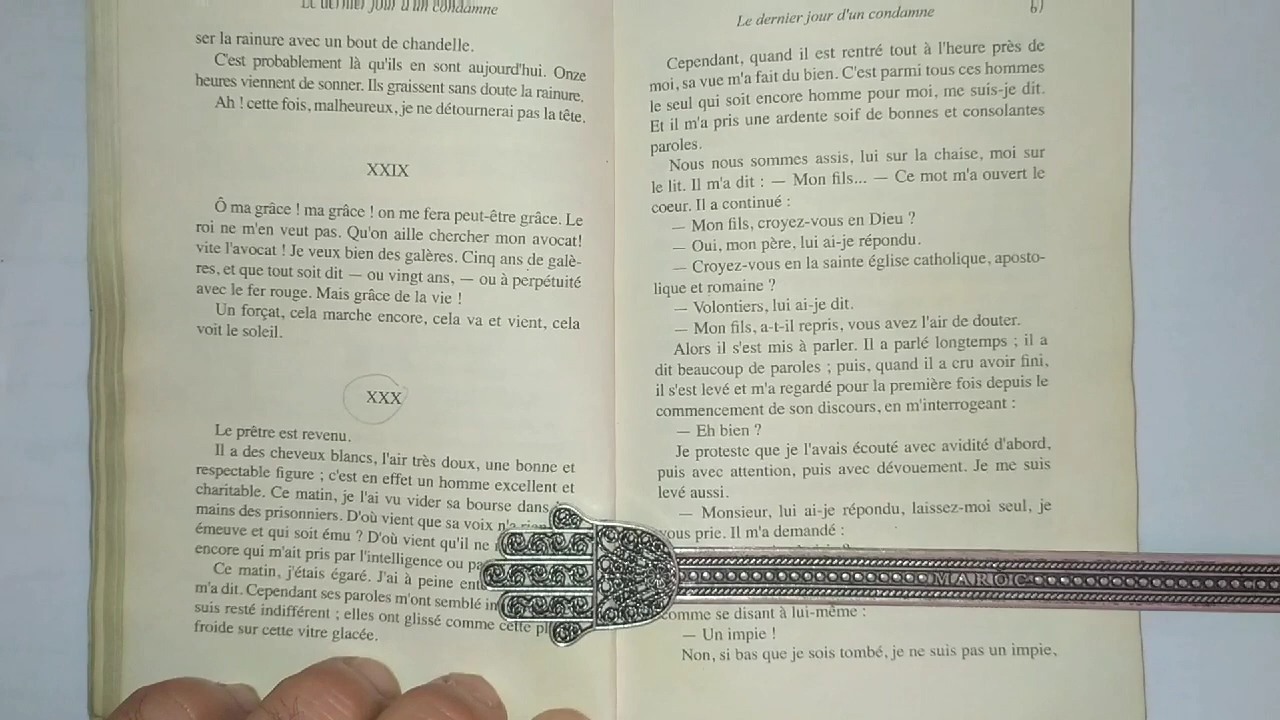 Le dernier jour d'un condamne
ser la rainure avec un bout de chandelle.
C'est probablement là qu'ils en sont aujourd'hui. Onze
heures viennent de sonner. Ils graissent sans doute la rainure.
Ah ! cette fois, malheureux, je ne détournerai pas la tête.
XXIX
Ô ma grâce ! ma grâce ! on me fera peut-être grâce. Le
roi ne m'en veut pas. Qu'on aille chercher mon avocat!
vite l'avocat ! Je veux bien des galères. Cinq ans de galè-
res, et que tout soit dit — ou vingt ans, — ou à perpétuité
avec le fer rouge. Mais grâce de la vie !
Un forçat, cela marche encore, cela va et vient, cela
voit le soleil.
XXX
Le prêtre est revenu.
Il a des cheveux blancs, l'air très doux, une bonne et
respectable figure ; c'est en effet un homme excellent et
charitable. Ce matin, je l'ai vu vider sa bourse dans
mains des prisonniers. D'où vient que sa voix n'a
émeuve et qui soit ému ? D'où vient qu'il ne
encore qui m'ait pris par l'intelligence ou
Ce matin, j'étais égaré. J'ai à peine
m'a dit. Cependant ses paroles m'ont semblé
suis resté indifférent ; elles ont glissé comme cette
froide sur cette vitre glacée.
Le dernier jour d'un condamne
Cependant, quand il est rentré tout à l'heure près de
moi, sa vue m'a fait du bien. C'est parmi tous ces hommes
le seul qui soit encore homme pour moi, me suis-je dit.
Et il m'a pris une ardente soif de bonnes et consolantes
paroles.
Nous nous sommes assis, lui sur la chaise, moi sur
le lit. Il m'a dit : — Mon fils... — Ce mot m'a ouvert le
coeur. Il a continué :
— Mon fils, croyez-vous en Dieu ?
— Oui, mon père, lui ai-je répondu.
— Croyez-vous en la sainte église catholique, aposto-
lique et romaine ?
— Volontiers, lui ai-je dit.
— Mon fils, a-t-il repris, vous avez l'air de douter.
Alors il s'est mis à parler. Il a parlé longtemps ; il a
dit beaucoup de paroles ; puis, quand il a cru avoir fini,
il s'est levé et m'a regardé pour la première fois depuis le
commencement de son discours, en m'interrogeant :
— Eh bien ?
Je proteste que je l'avais écouté avec avidité d'abord,
puis avec attention, puis avec dévouement. Je me suis
levé aussi.
— Monsieur, lui ai-je répondu, laissez-moi seul, je
vous prie. Il m'a demandé :
MAROC
comme se disant à lui-même :
— Un impie !
Non, si bas que je sois tombé, je ne suis pas un impie,